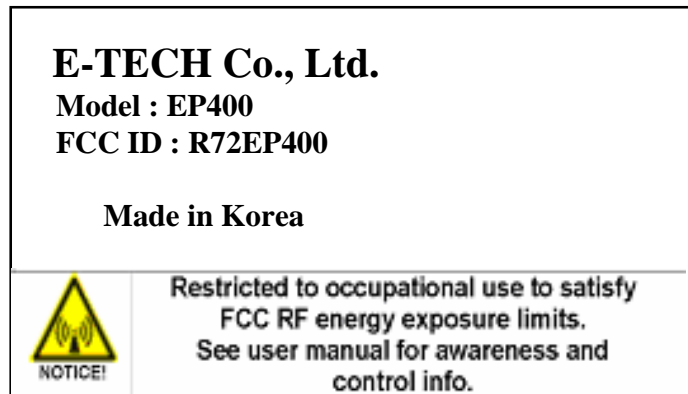 E-TECH Co., Ltd.
Model : EP400
FCC ID : R72EP400
Made in Korea
NOTICE!
Restricted to occupational use to satisfy
FCC RF energy exposure limits.
See user manual for awareness and
control info.